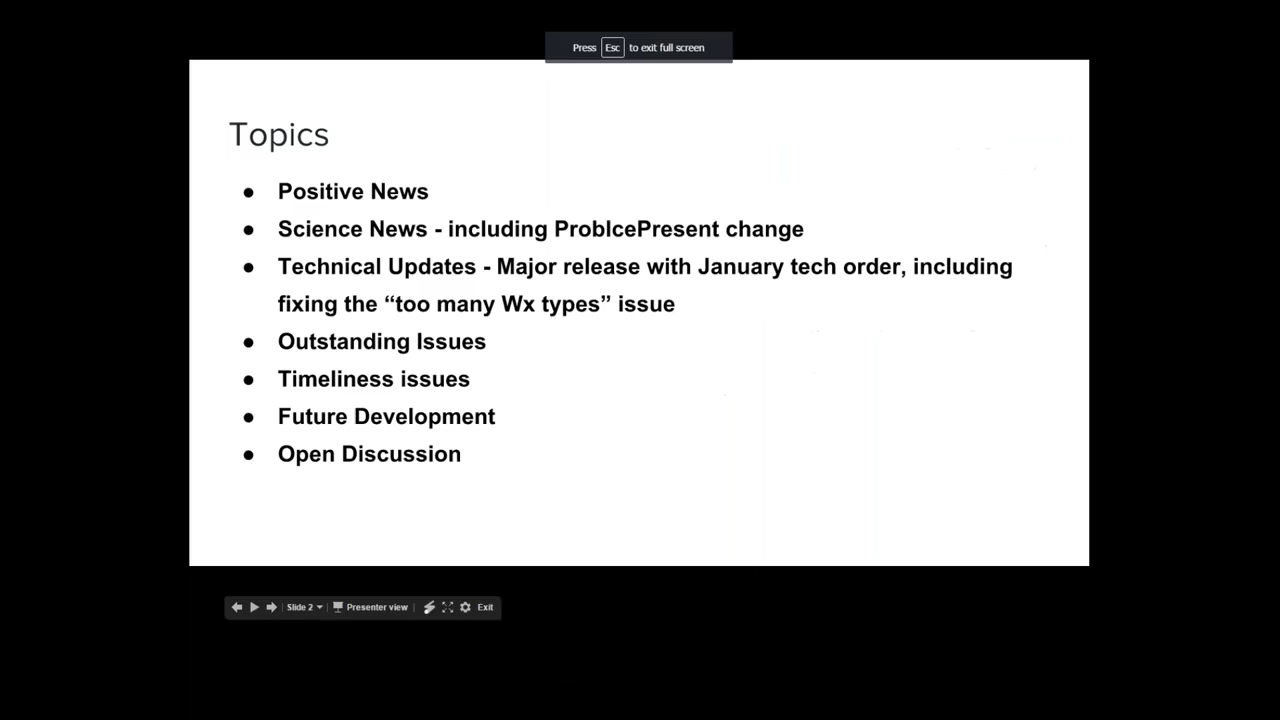 Press Esc to exit full screen
Topics
● Positive News
● Science News - including ProbIcePresent change
● Technical Updates - Major release with January tech order, including
fixing the “too many Wx types” issue
● Outstanding Issues
● Timeliness issues
● Future Development
● Open Discussion
Slide 2 Presenter view Exit